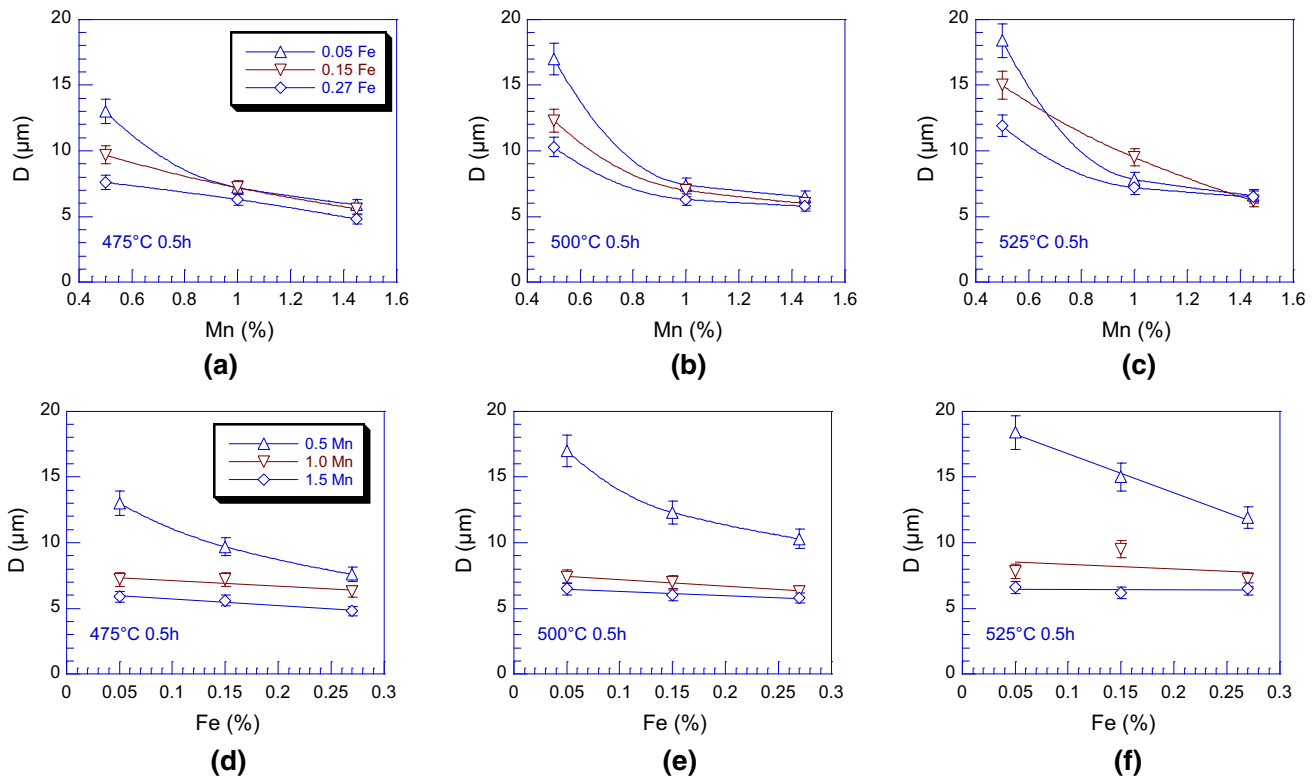 20
15
10
5
0
D (µm)
0.05 Fe
0.15 Fe
0.27 Fe
475°C 0.5h
0.4 0.6 0.8 1 1.2 1.4 1.6
Mn (%)
(a)
20
15
10
5
0
D (µm)
500°C 0.5h
0.4 0.6 0.8 1 1.2 1.4 1.6
Mn (%)
(b)
20
15
10
5
0
D (µm)
525°C 0.5h
0.4 0.6 0.8 1 1.2 1.4 1.6
Mn (%)
(c)
20
15
10
5
0
D (µm)
0.5 Mn
1.0 Mn
1.5 Mn
475°C 0.5h
0 0.05 0.1 0.15 0.2 0.25 0.3
Fe (%)
(d)
20
15
10
5
0
D (µm)
500°C 0.5h
0 0.05 0.1 0.15 0.2 0.25 0.3
Fe (%)
(e)
20
15
10
5
0
D (µm)
525°C 0.5h
0 0.05 0.1 0.15 0.2 0.25 0.3
Fe (%)
(f)